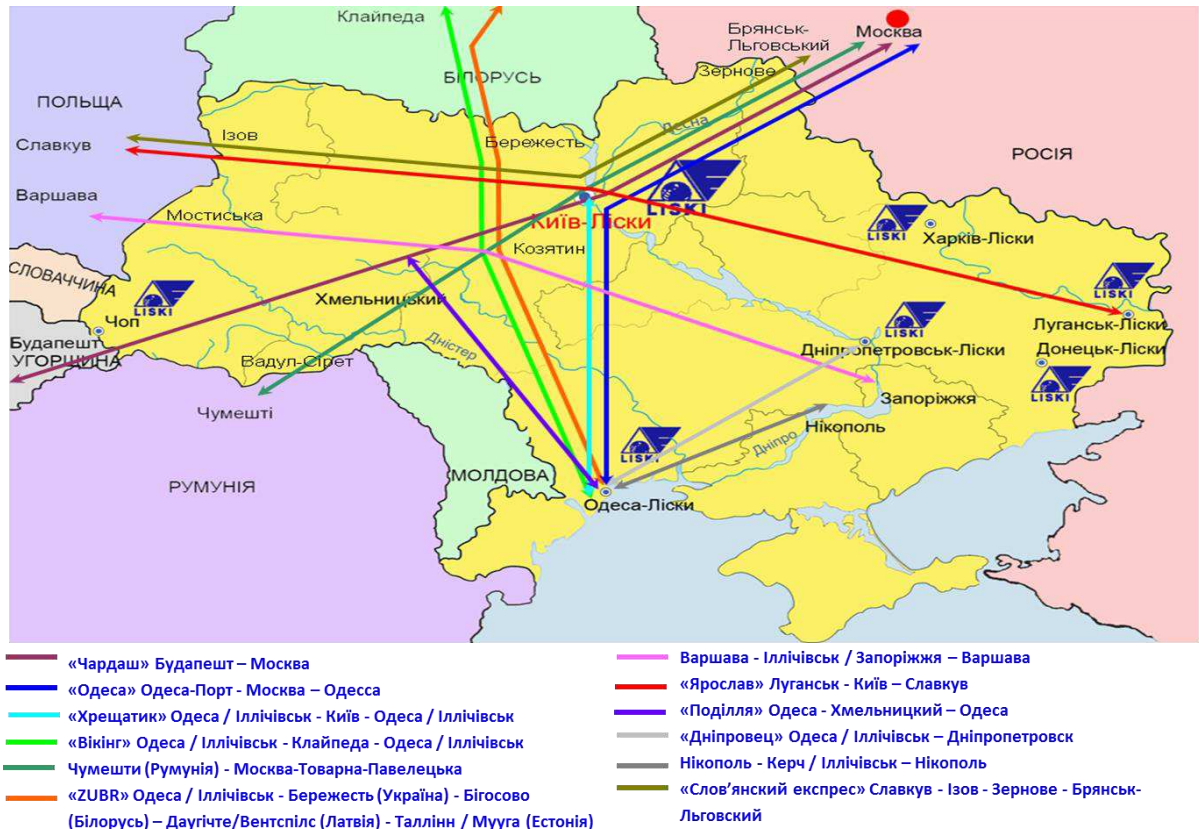 Клайпеда
Брянськ-
Льговський
Москва
Зернове
БІЛОРУСЬ
ПОЛЬЩА
Славкув
Ізов
Бережесть
Десна
РОСІЯ
Варшава
Мостиська
LISKI
Київ-Ліски
Козятин
LISKI
Харків-Ліски
СЛОВАЧЧИНА
LISKI
Чоп
Хмельницький
LISKI
Луганськ-Ліски
LISKI
Будапешт
УГОРЩИНА
Вадул-Сірет
Дністер
Дніпропетровськ-Ліски
Донецьк-Ліски
LISKI
Чумешті
Запоріжжя
Нікополь
Дніпро
LISKI
МОЛДОВА
РУМУНІЯ
Одеса-Ліски
«Чардаш» Будапешт – Москва
«Одеса» Одеса-Порт - Москва – Одесса
«Хрещатик» Одеса / Іллічівськ - Київ - Одеса / Іллічівськ
«Вікінг» Одеса / Іллічівськ - Клайпеда - Одеса / Іллічівськ
Чумешти (Румунія) - Москва-Товарна-Павелецька
«ZUBR» Одеса / Іллічівськ - Бережесть (Україна) - Бігосово
(Білорусь) – Даугічте/Вентспілс (Латвія) - Таллінн / Мууга (Естонія)
Варшава - Іллічівськ / Запоріжжя – Варшава
«Ярослав» Луганськ - Київ – Славкув
«Поділля» Одеса - Хмельницкий – Одеса
«Дніпровец» Одеса / Іллічівськ – Дніпропетровск
Нікополь - Керч / Іллічівськ – Нікополь
«Слов'янский експрес» Славкув - Ізов - Зернове - Брянськ-
Льговский